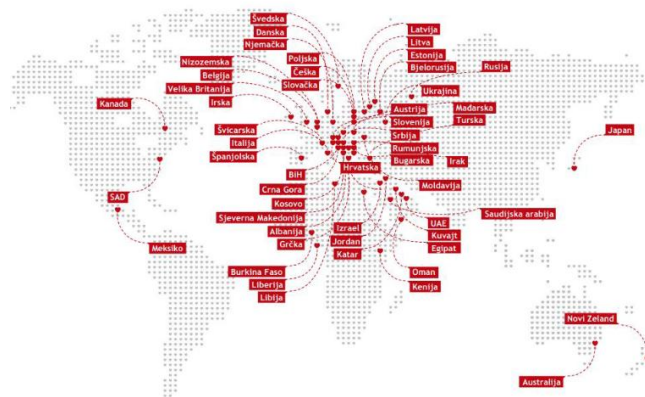 Švedska
Danska
Njemačka
Nizozemska
Belgija
Velika Britanija
Irska
Poljska
Češka
Slovačka
Latvija
Litva
Estonija
Bjelorusija
Rusija
Ukrajina
Kanada
Austrija
Mađarska
Slovenija
Turska
Srbija
Rumunjska
Bugarska
Irak
Japan
Švicarska
Italija
Španjolska
BiH
Hrvatska
Crna Gora
Moldavija
Kosovo
SAD
Sjeverna Makedonija
Saudijska arabija
Albanija
Izrael
UAE
Grčka
Jordan
Kuvajt
Meksiko
Katar
Egipat
Burkina Faso
Oman
Liberija
Kenija
Libija
Novi Zeland
Australija